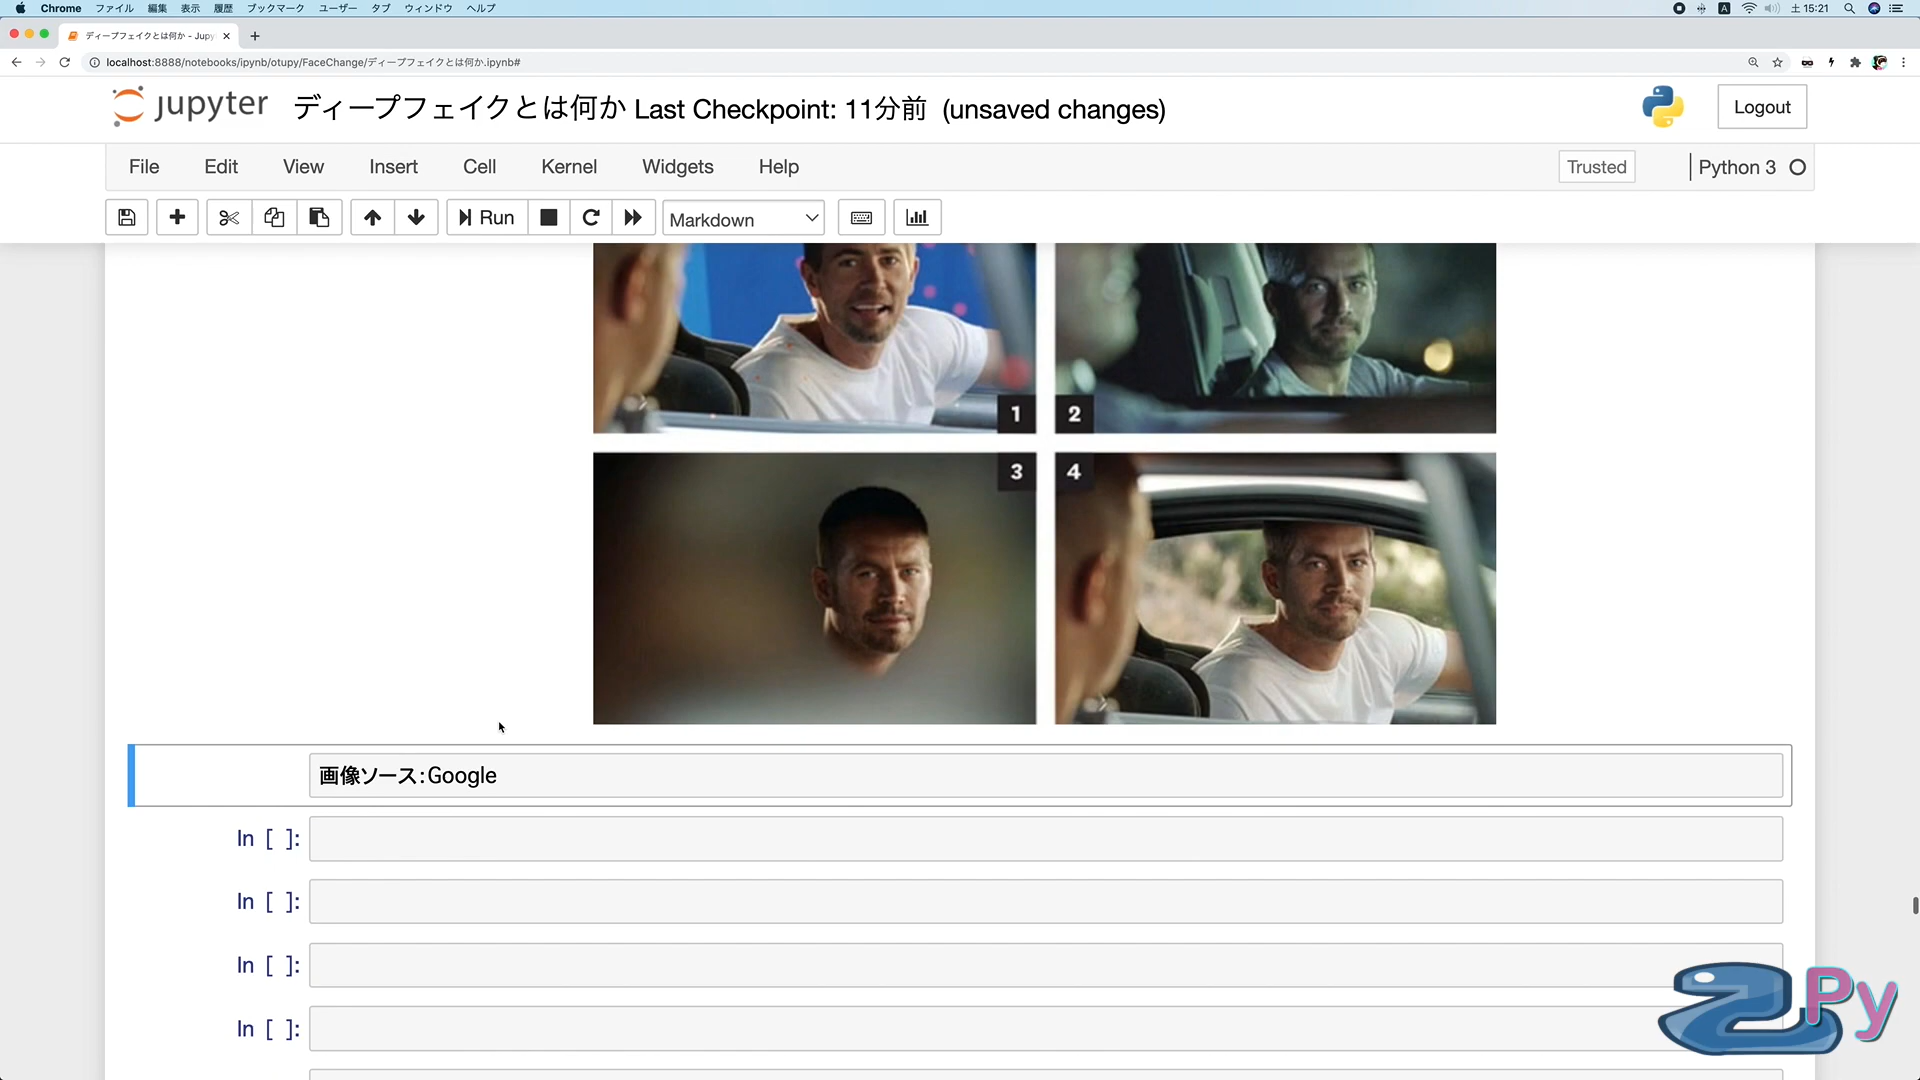 Chrome ファイル 編集 表示 履歴 ブックマーク ユーザー タブ ウィンドウ ヘルプ A 土 15:21
ディープフェイクとは何か - Jupy
localhost:8888/notebooks/ipynb/otupy/FaceChange/ディープフェイクとは何か.ipynb#
jupyter ディープフェイクとは何か Last Checkpoint: 11分前 (unsaved changes) Logout
File Edit View Insert Cell Kernel Widgets Help Trusted Python 3
Run Markdown
1 2
3 4
画像ソース:Google
In [ ]:
In [ ]:
In [ ]:
In [ ]:
Py